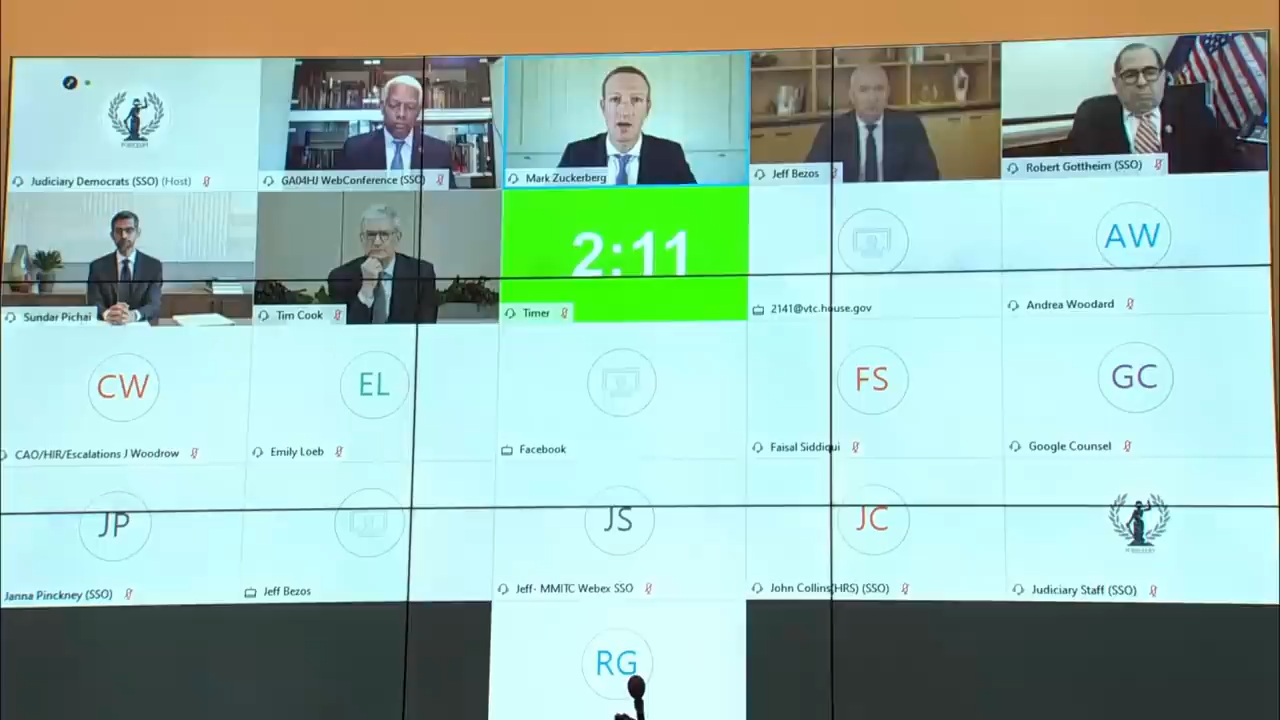 Judiciary Democrats (SSO) (Host)
GA04HJ WebConference (SSO)
Mark Zuckerberg
Jeff Bezos
Robert Gottheim (SSO)
Sundar Pichai
Tim Cook
2:11
Timer
2141@vtc.house.gov
AW
Andrea Woodard
CW
CAO/HIR/Escalations J Woodrow
EL
Emily Loeb
Facebook
FS
Faisal Siddiqui
GC
Google Counsel
JP
Janna Pinckney (SSO)
Jeff Bezos
JS
Jeff- MMITC Webex SSO
JC
John Collins(HRS) (SSO)
Judiciary Staff (SSO)
RG